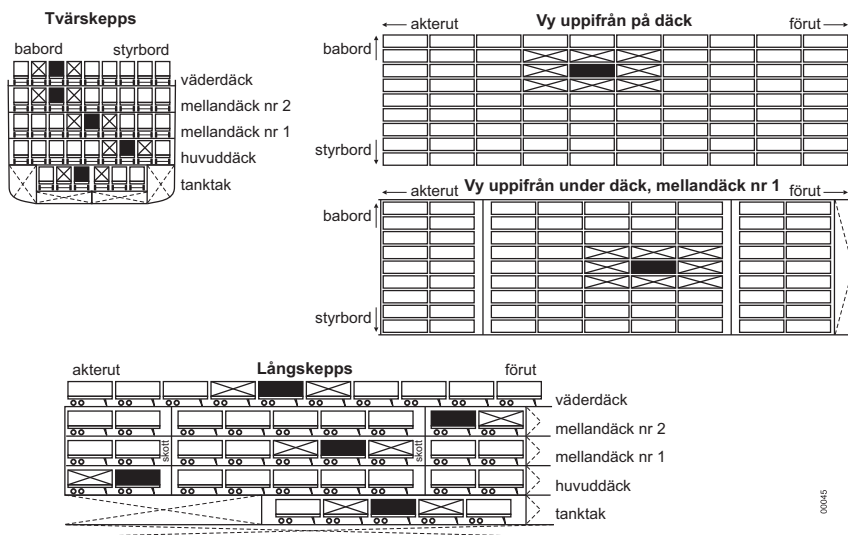 Tvärskepps
babord styrbord
väderdäck
mellandäck nr 2
mellandäck nr 1
huvuddäck
tanktak
Vy uppifrån på däck
akterut förut
babord
styrbord
Vy uppifrån under däck, mellandäck nr 1
akterut förut
babord
styrbord
Långskepps
akterut förut
väderdäck
mellandäck nr 2
skott skott
mellandäck nr 1
huvuddäck
tanktak
00045